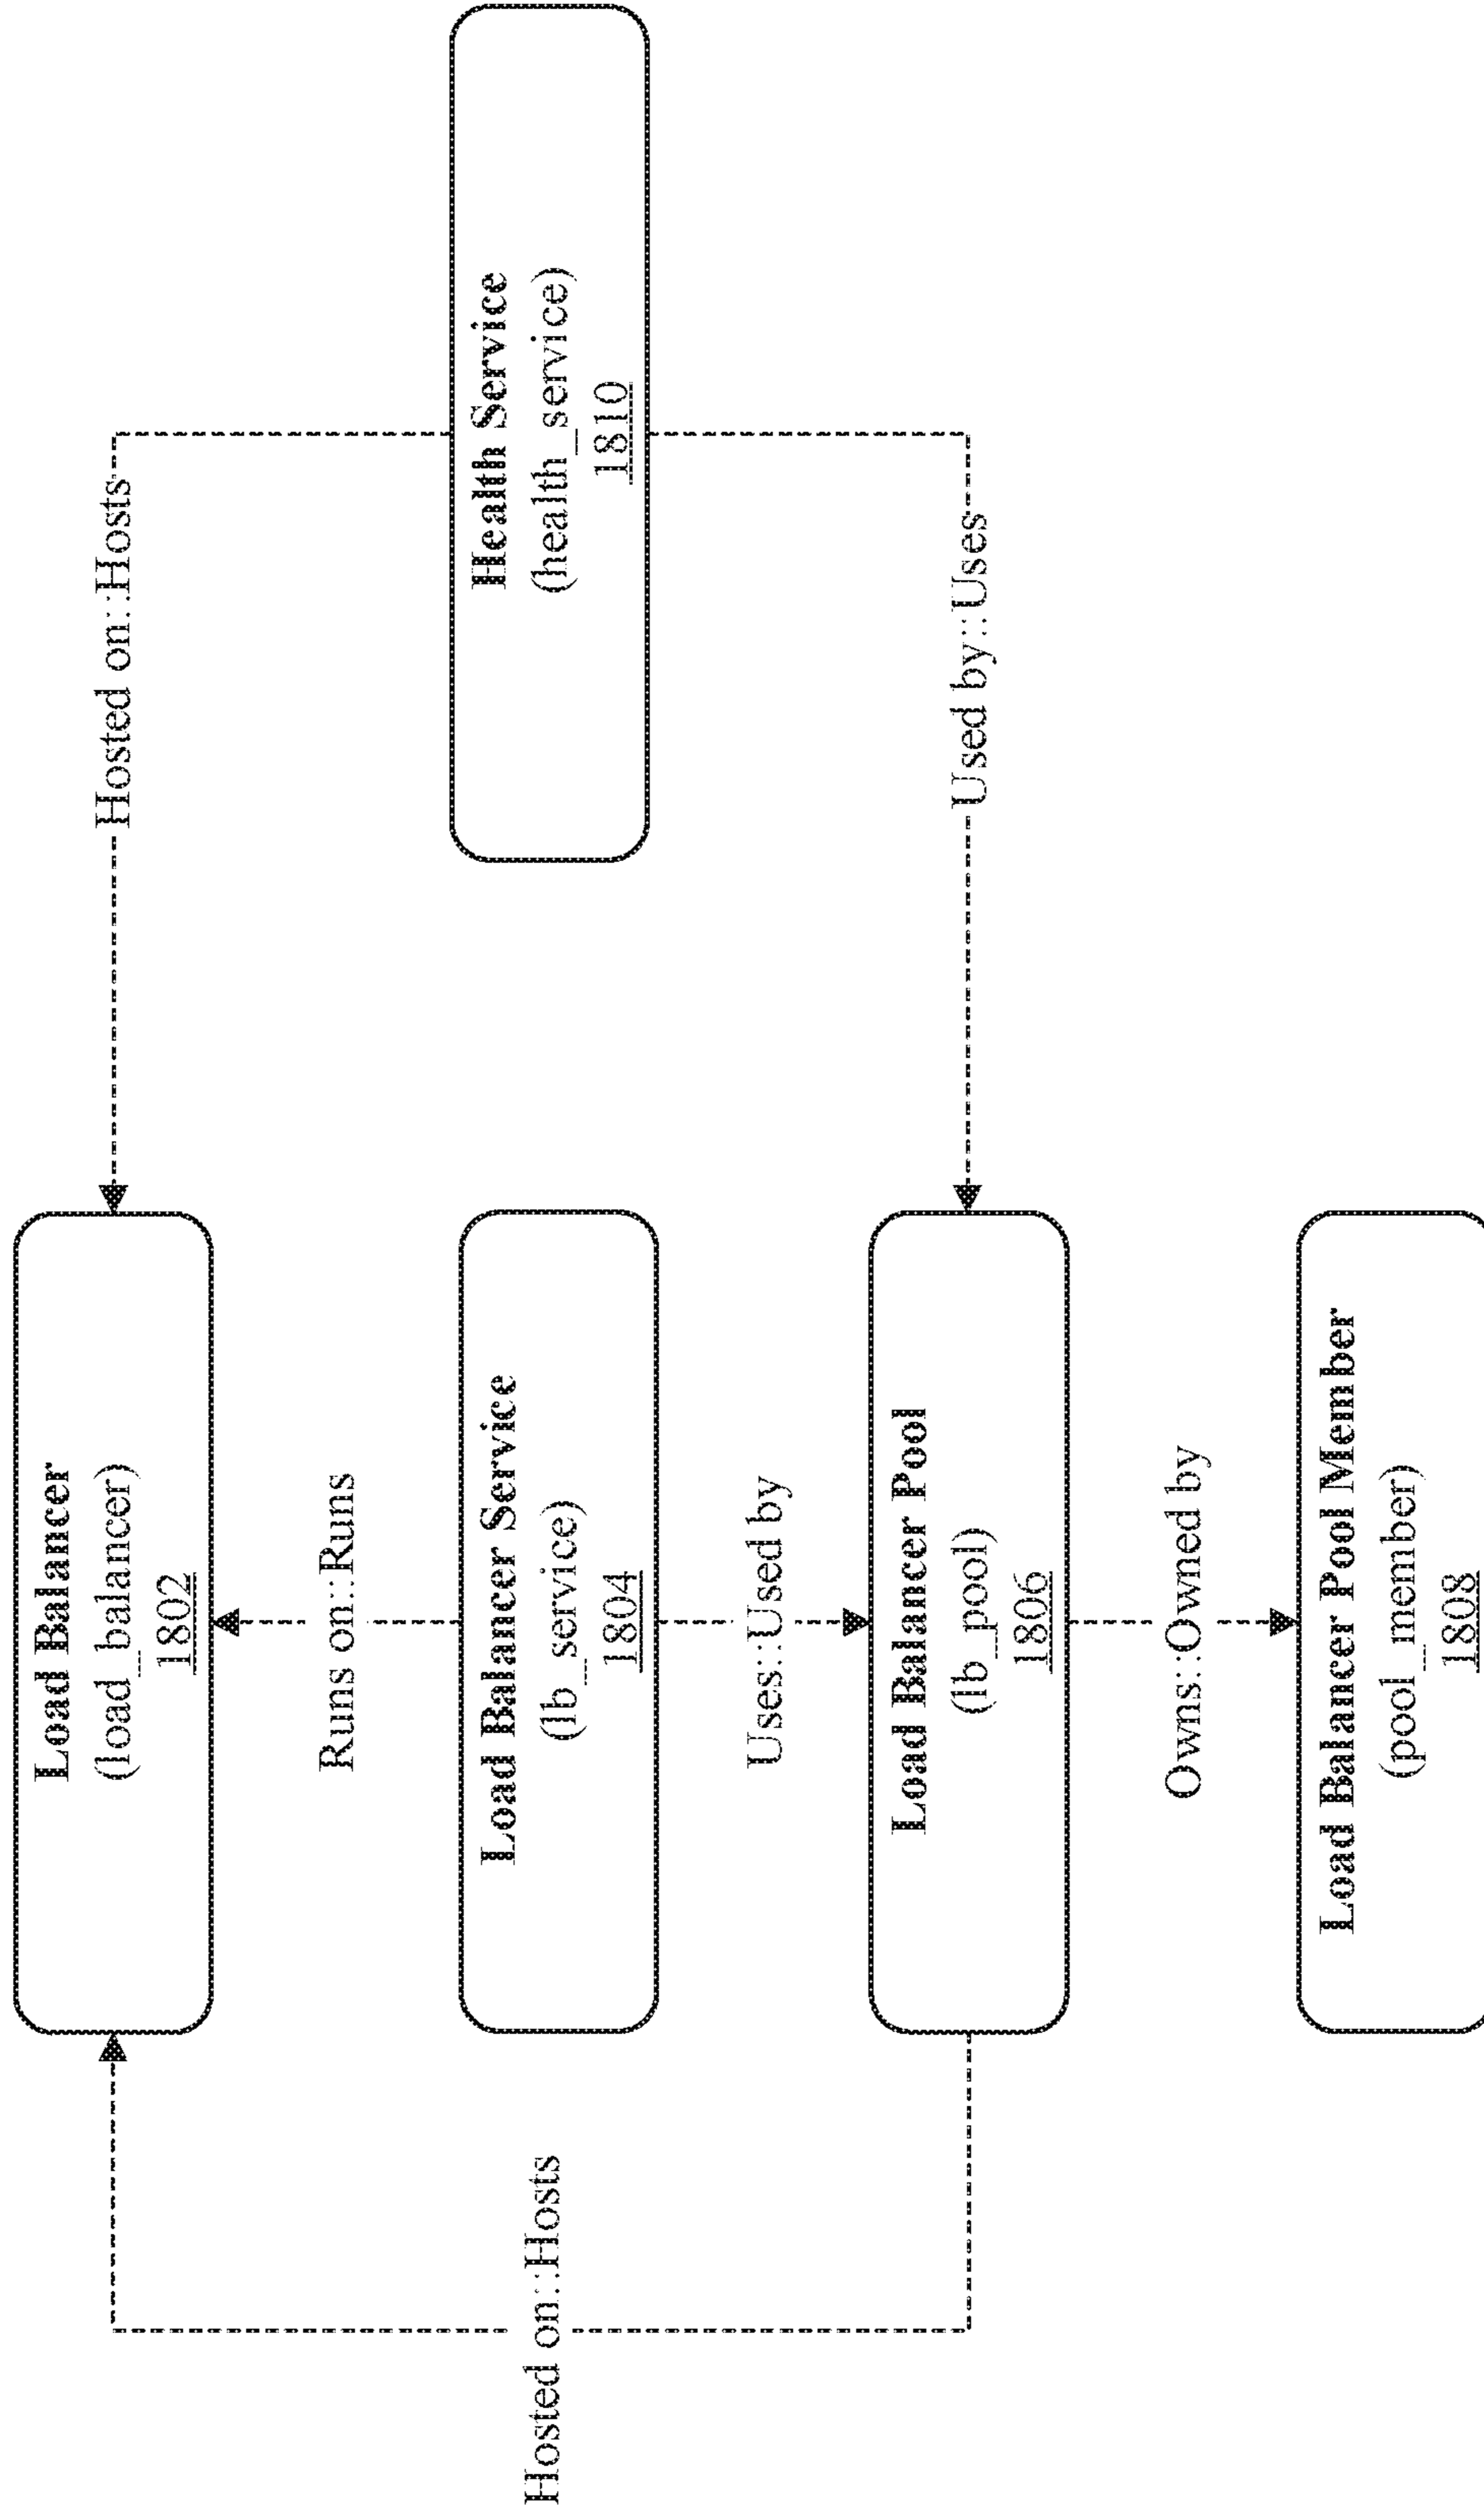 Load Balancer
(load_balancer)
1802
Runs on::Runs
Load Balancer Service
(lb_service)
1804
Uses::Used by
Load Balancer Pool
(lb_pool)
1806
Owns::Owned by
Load Balancer Pool Member
(pool_member)
1808
Hosted on::Hosts
Hosted on::Hosts
Health Service
(health_service)
1810
Used by::Uses